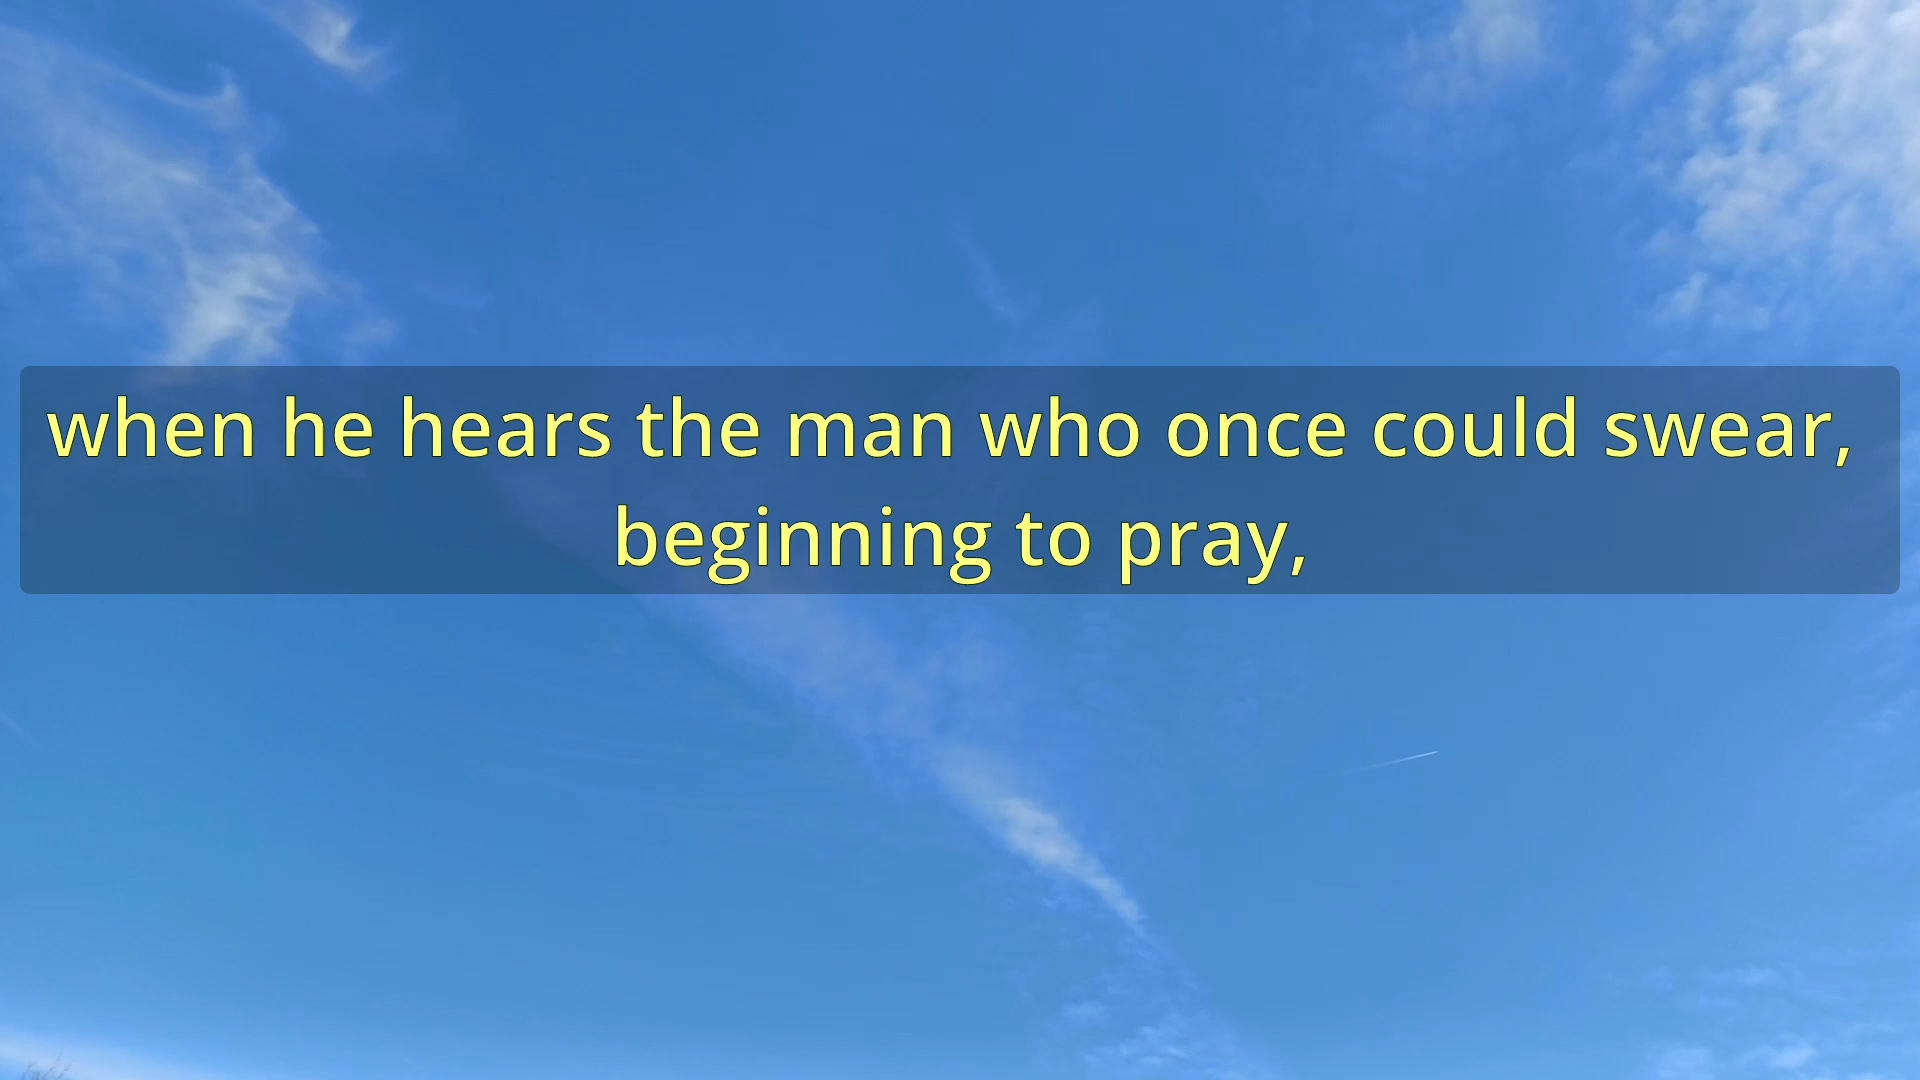 when he hears the man who once could swear,
beginning to pray,